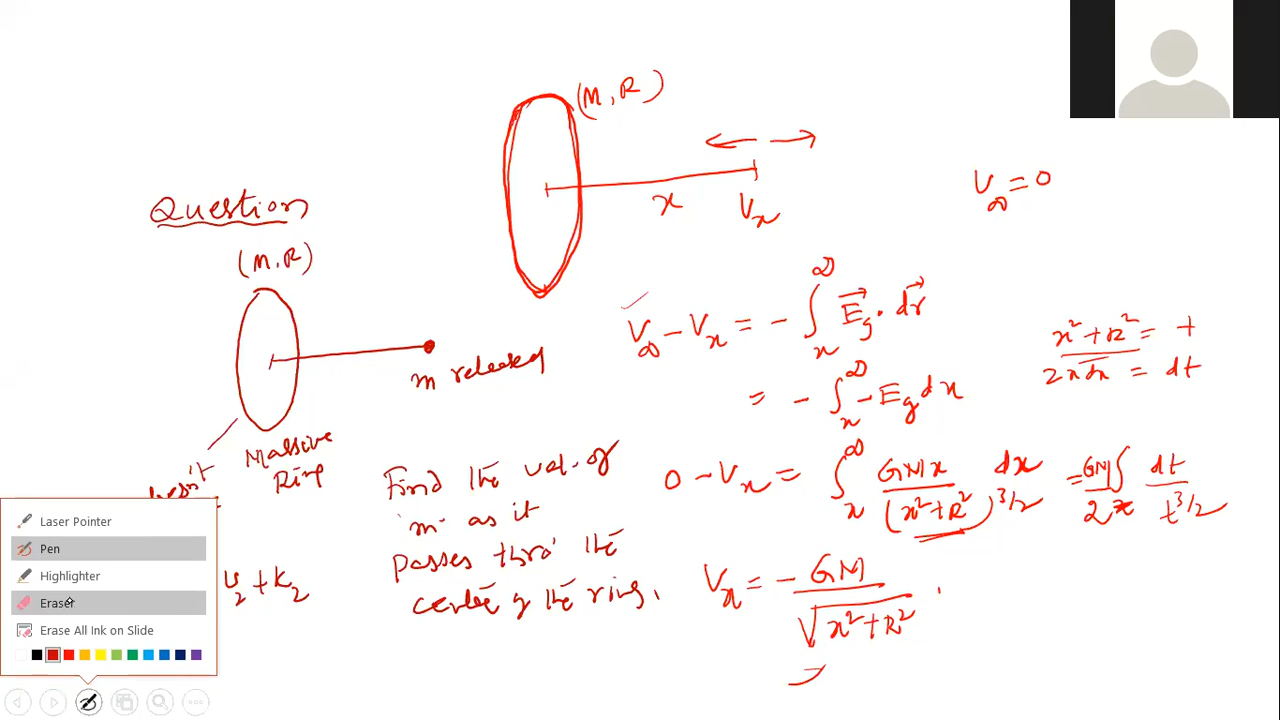 (M, R)
V∞ = 0
x
Vx
Question
(M, R)
m released
Massive
Ring
Find the vel. of
'm' as it
passes thro' the
centre of the ring.
V∞ - Vx = - ∫x^∞ E⃗g · dr⃗
= - ∫x^∞ - Eg dx
0 - Vx = ∫x^∞ GMx/(x²+R²)^3/2 dx = GM/2 ∫x dt/t^3/2
x²+R² = t
2x dx = dt
Vx = - GM/√(x²+R²)
U2 + K2
Laser Pointer
Pen
Highlighter
Eraser
Erase All Ink on Slide